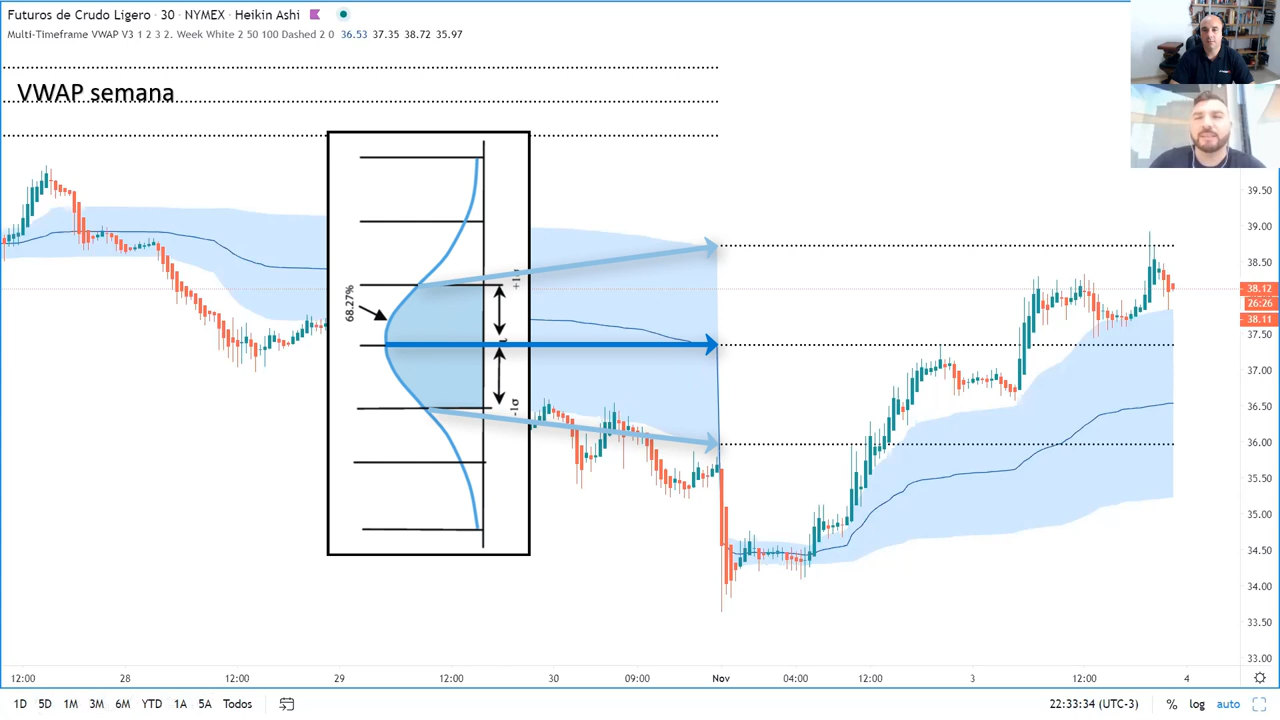 Futuros de Crudo Ligero · 30 · NYMEX · Heikin Ashi
Multi-Timeframe VWAP V3 1 2 3 2. Week White 2 50 100 Dashed 2 0 36.53 37.35 38.72 35.97
VWAP semana
68.27%
+1σ
-1σ
39.50
39.00
38.50
38.12
26:26
38.11
37.50
37.00
36.50
36.00
35.50
35.00
34.50
34.00
33.50
33.00
12:00 28 12:00 29 12:00 30 09:00 Nov 04:00 12:00 3 12:00 4
1D 5D 1M 3M 6M YTD 1A 5A Todos 22:33:34 (UTC-3) % log auto